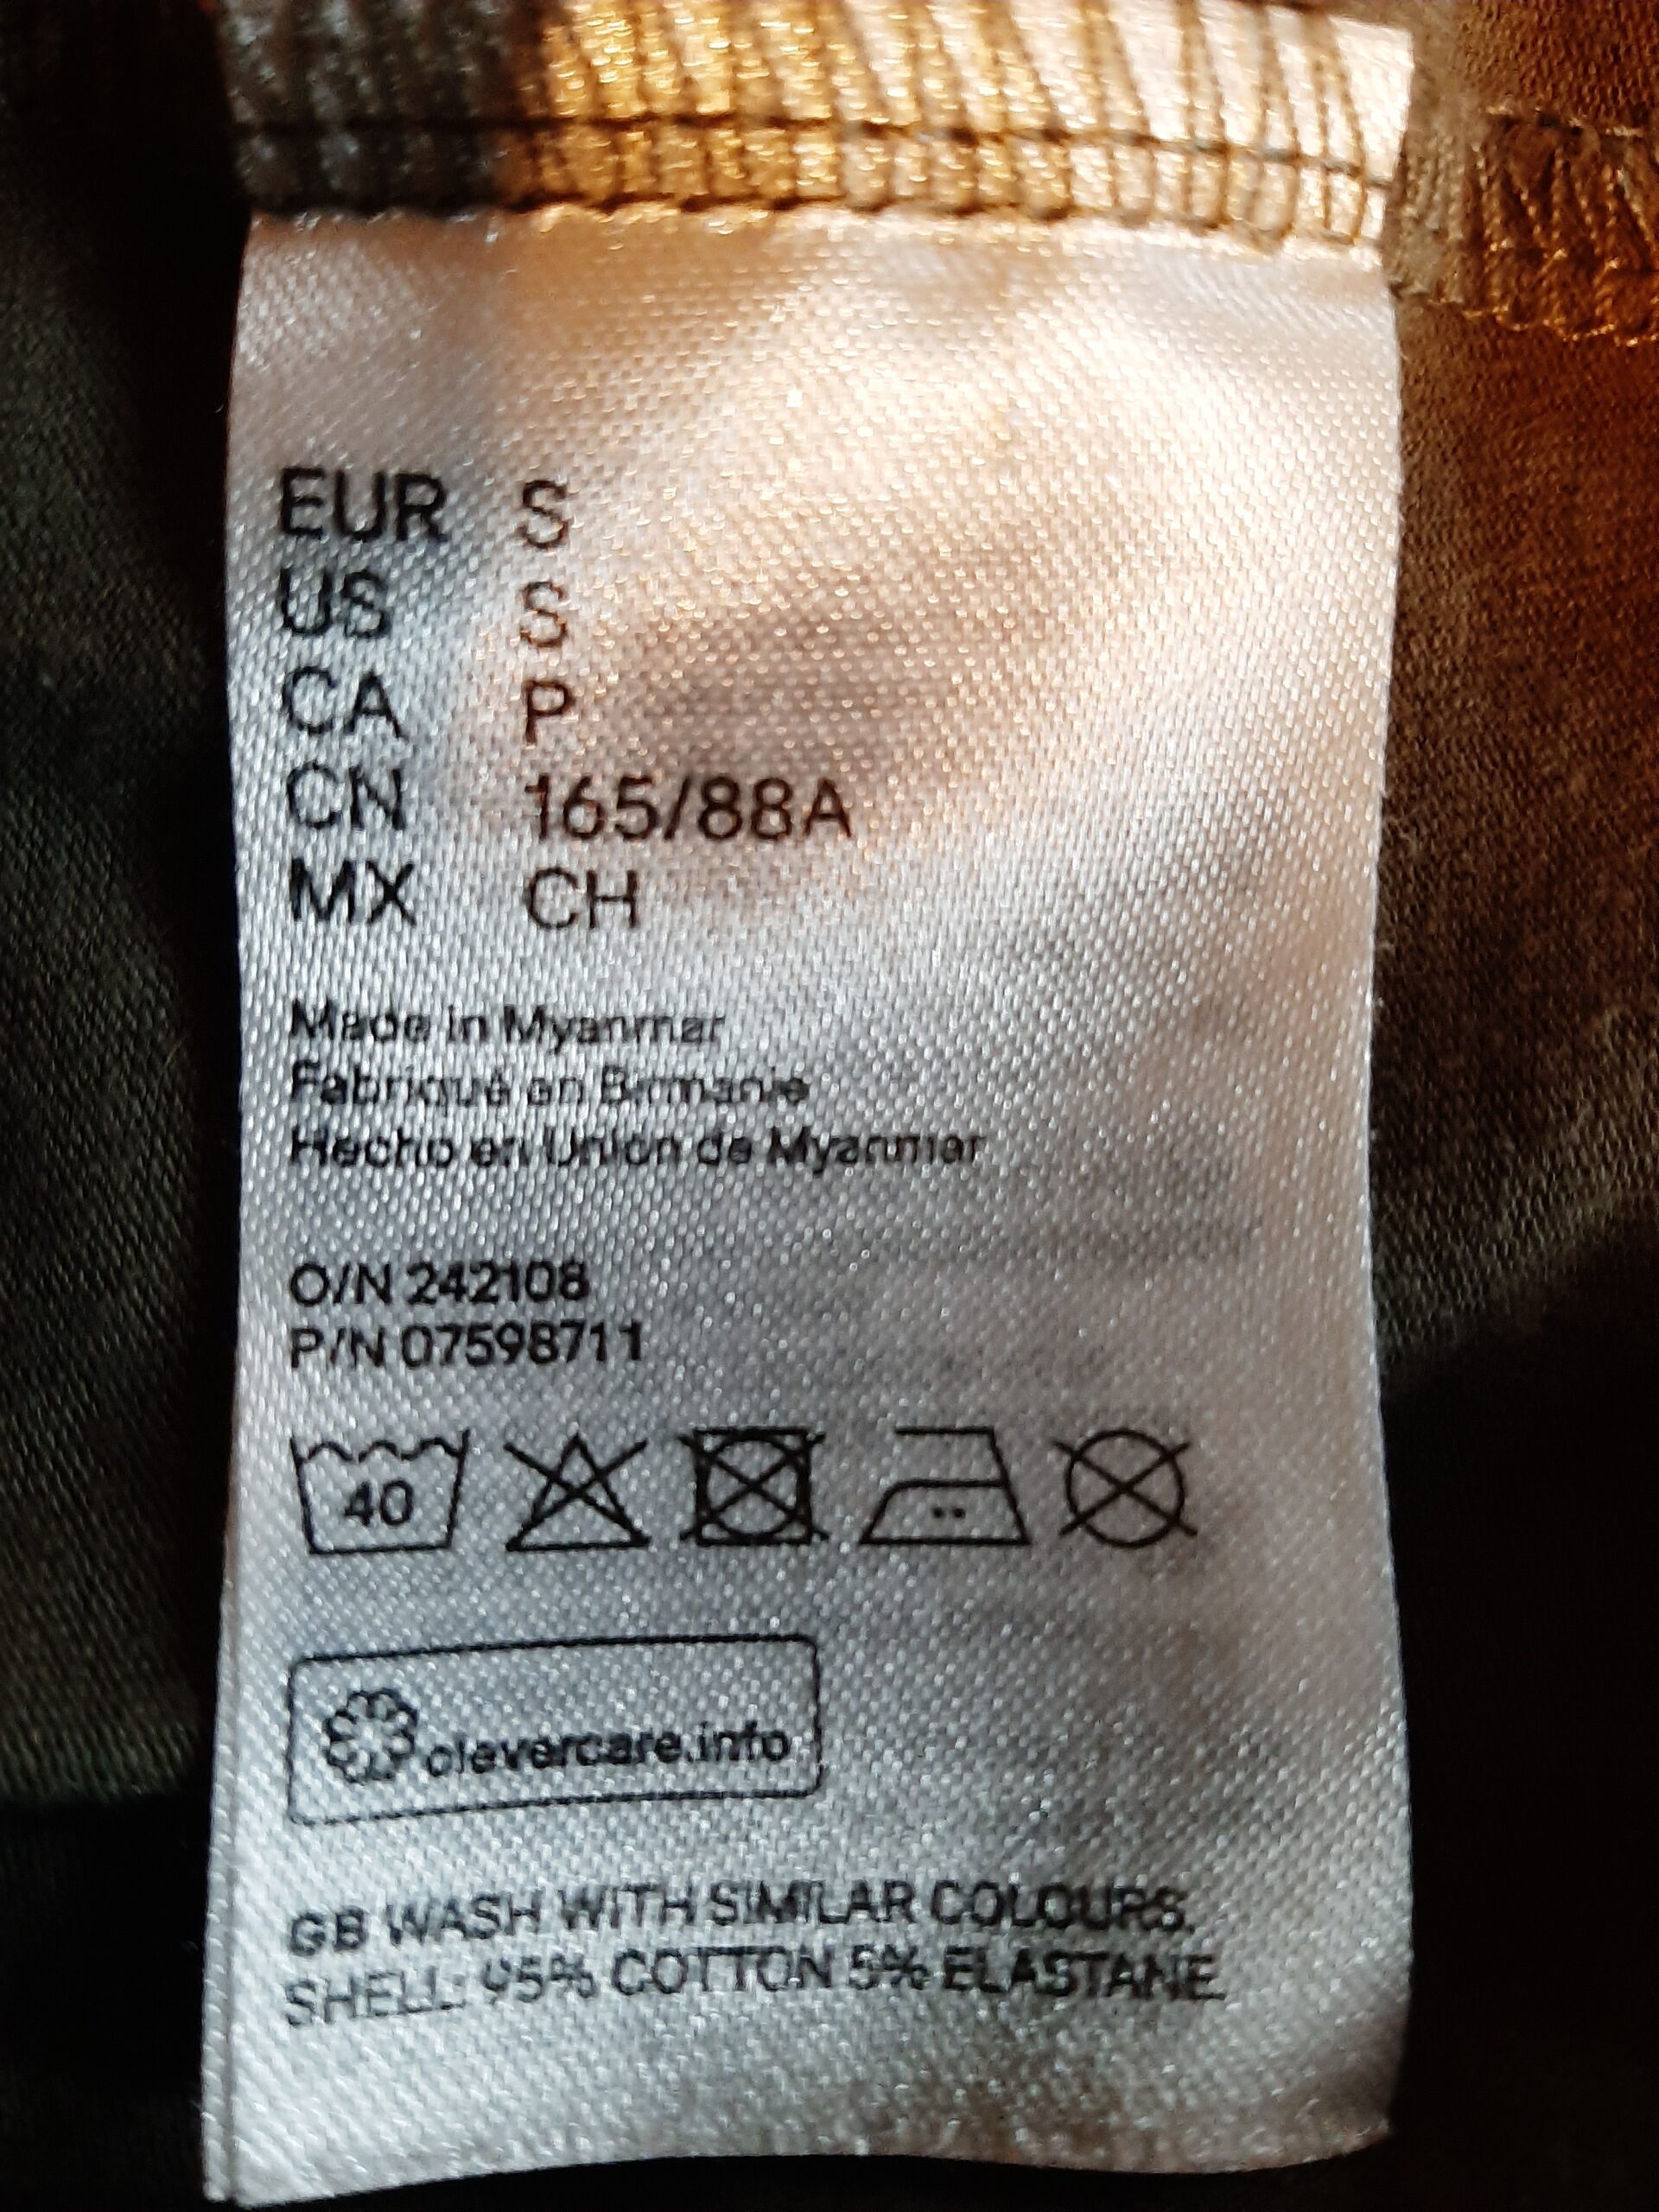 EUR S
US S
CA P
CN 165/88A
MX CH
Made in Myanmar
Fabriqué en Birmanie
Hecho en Unión de Myanmar
O/N 242108
P/N 07598711
40
clevercare.info
GB WASH WITH SIMILAR COLOURS.
SHELL: 95% COTTON 5% ELASTANE